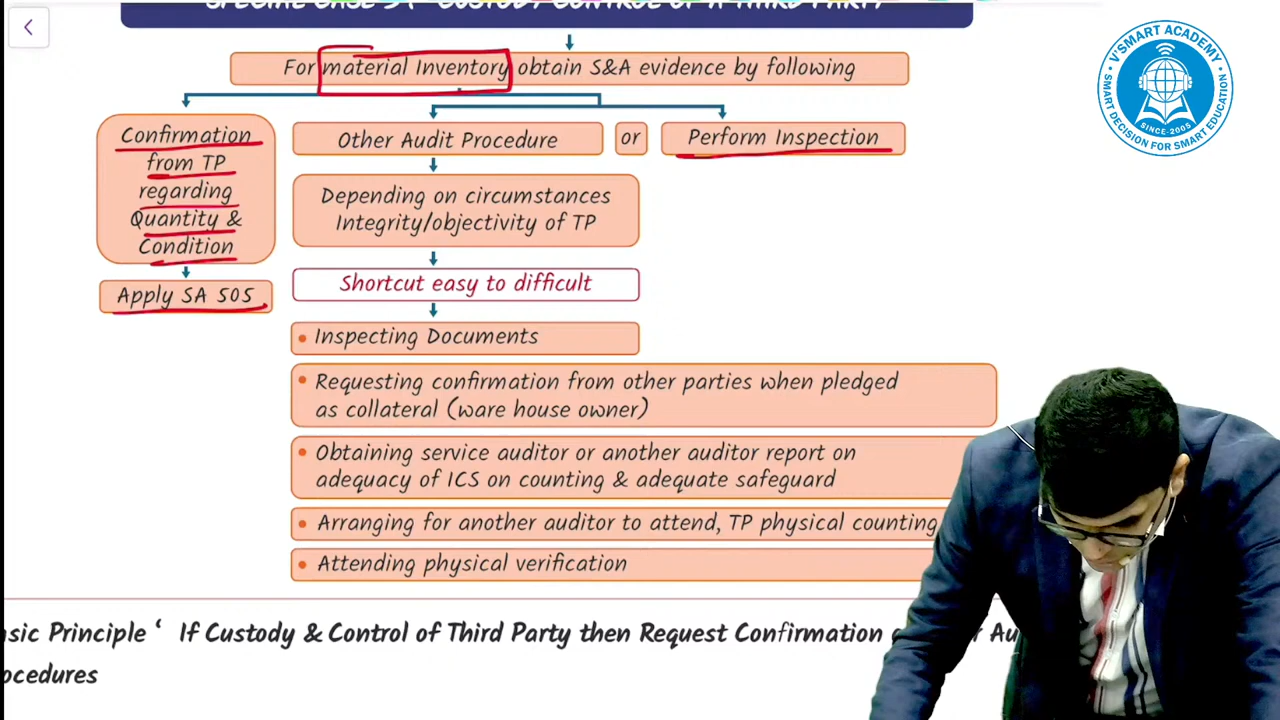 For material Inventory obtain S&A evidence by following
Confirmation
from TP
regarding
Quantity &
Condition
Apply SA 505
Other Audit Procedure
or
Perform Inspection
Depending on circumstances
Integrity/objectivity of TP
Shortcut easy to difficult
• Inspecting Documents
• Requesting confirmation from other parties when pledged
as collateral (ware house owner)
• Obtaining service auditor or another auditor report on
adequacy of ICS on counting & adequate safeguard
• Arranging for another auditor to attend, TP physical counting
• Attending physical verification
Principle ‘ If Custody & Control of Third Party then Request Confirmation
V'SMART ACADEMY
SMART DECISION FOR SMART EDUCATION
SINCE-2005